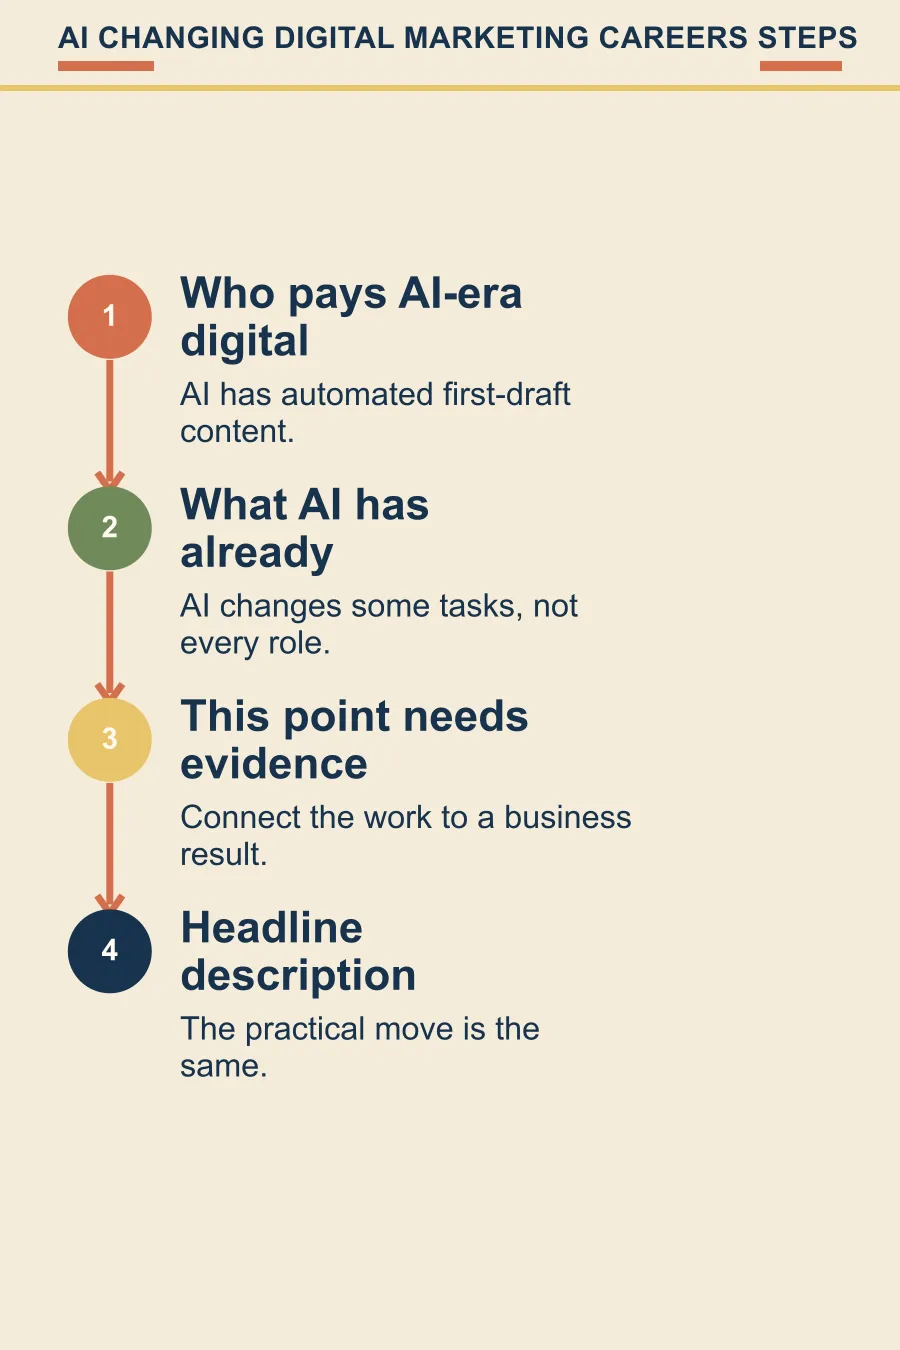 AI CHANGING DIGITAL MARKETING CAREERS STEPS
1
Who pays AI-era
digital
AI has automated first-draft
content.
2
What AI has
already
AI changes some tasks, not
every role.
3
This point needs
evidence
Connect the work to a business
result.
4
Headline
description
The practical move is the
same.